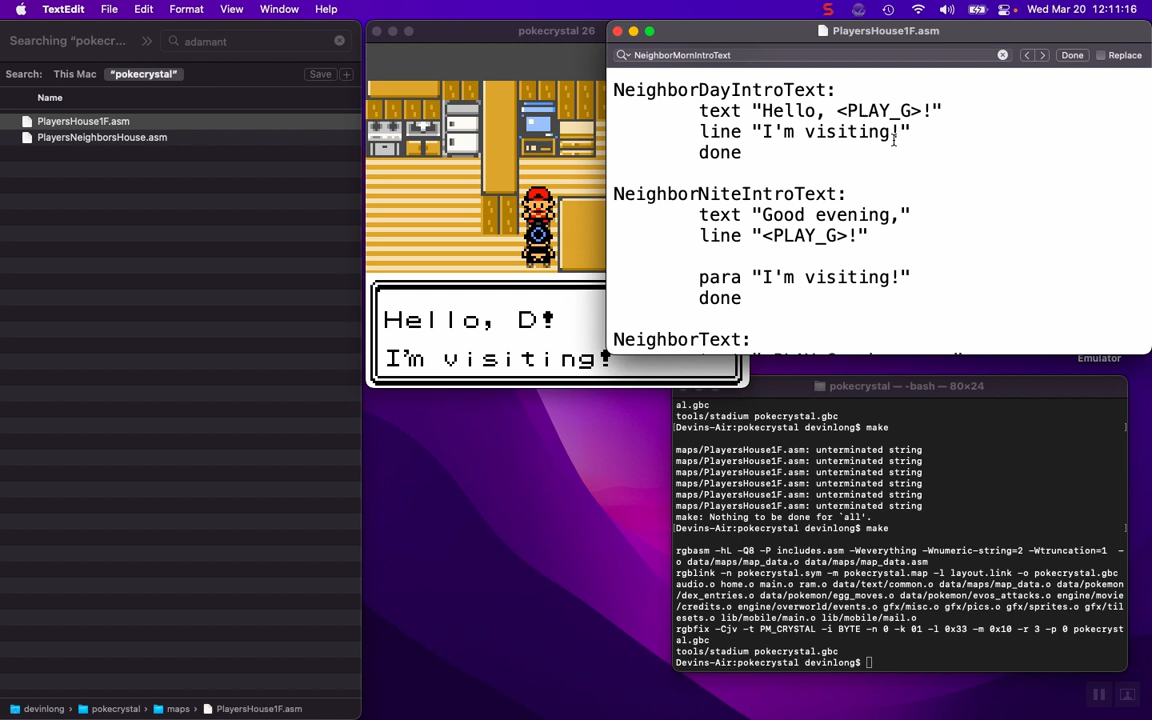 TextEdit File Edit Format View Window Help
Wed Mar 20 12:11:16
Searching “pokecr...
adamant
Search: This Mac “pokecrystal” Save
Name
PlayersHouse1F.asm
PlayersNeighborsHouse.asm
devinlong
pokecrystal
maps
PlayersHouse1F.asm
pokecrystal 26
Hello, D!
I'm visiting!
PlayersHouse1F.asm
NeighborMornIntroText
Done
Replace
NeighborDayIntroText:
text "Hello, <PLAY_G>!"
line "I'm visiting!"
done
NeighborNiteIntroText:
text "Good evening,"
line "<PLAY_G>!"
para "I'm visiting!"
done
NeighborText:
Emulator
pokecrystal — -bash — 80×24
al.gbc
tools/stadium pokecrystal.gbc
[Devins-Air:pokecrystal devinlong$ make ]
maps/PlayersHouse1F.asm: unterminated string
maps/PlayersHouse1F.asm: unterminated string
maps/PlayersHouse1F.asm: unterminated string
maps/PlayersHouse1F.asm: unterminated string
maps/PlayersHouse1F.asm: unterminated string
maps/PlayersHouse1F.asm: unterminated string
make: Nothing to be done for `all'.
[Devins-Air:pokecrystal devinlong$ make ]
rgbasm -hL -Q8 -P includes.asm -Weverything -Wnumeric-string=2 -Wtruncation=1 -
o data/maps/map_data.o data/maps/map_data.asm
rgblink -n pokecrystal.sym -m pokecrystal.map -l layout.link -o pokecrystal.gbc
audio.o home.o main.o ram.o data/text/common.o data/maps/map_data.o data/pokemon
/dex_entries.o data/pokemon/egg_moves.o data/pokemon/evos_attacks.o engine/movie
/credits.o engine/overworld/events.o gfx/misc.o gfx/pics.o gfx/sprites.o gfx/til
esets.o lib/mobile/main.o lib/mobile/mail.o
rgbfix -Cjv -t PM_CRYSTAL -i BYTE -n 0 -k 01 -l 0x33 -m 0x10 -r 3 -p 0 pokecryst
al.gbc
tools/stadium pokecrystal.gbc
Devins-Air:pokecrystal devinlong$